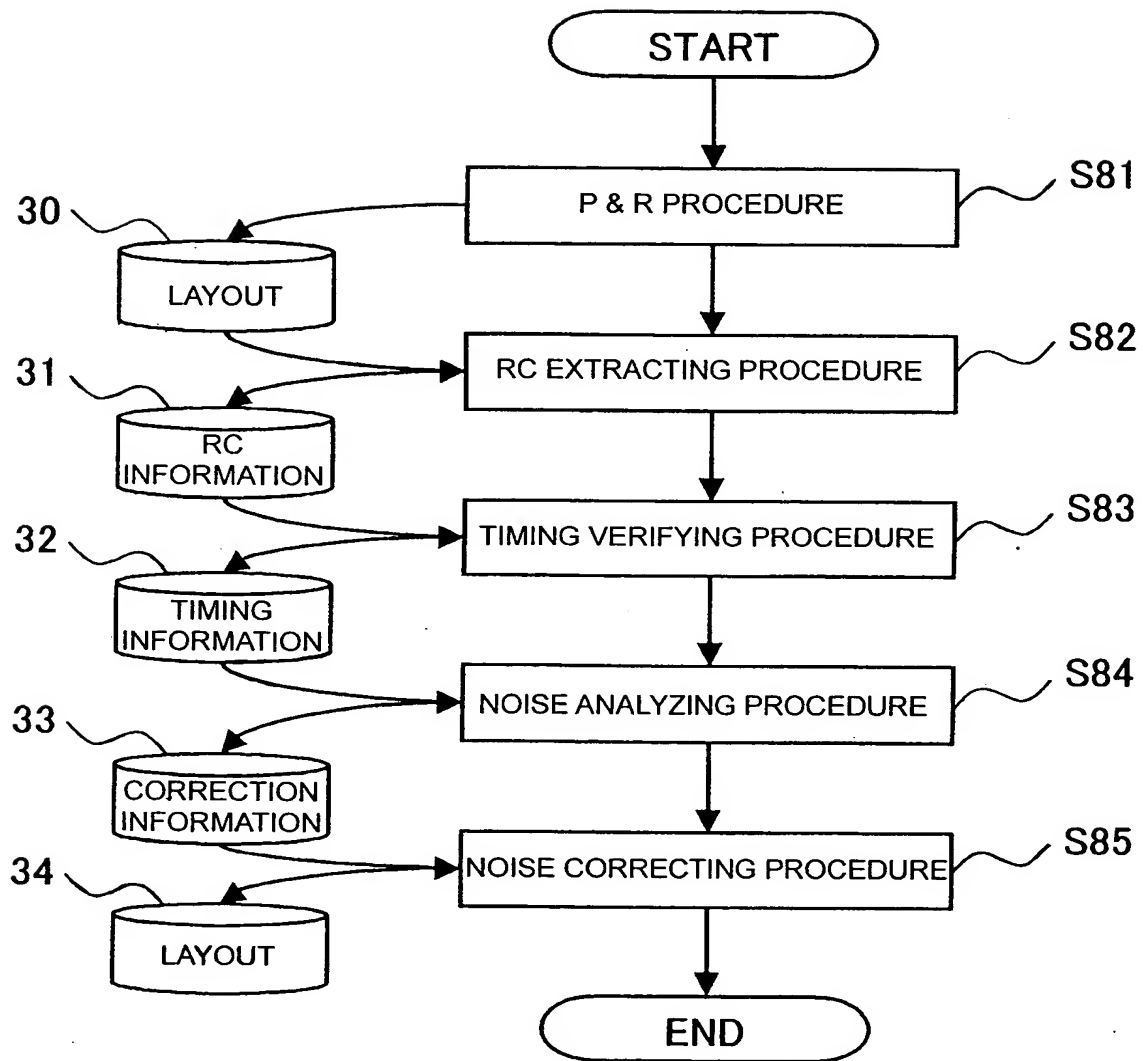 START
P & R PROCEDURE
S81
30
LAYOUT
RC EXTRACTING PROCEDURE
S82
31
RC
INFORMATION
TIMING VERIFYING PROCEDURE
S83
32
TIMING
INFORMATION
NOISE ANALYZING PROCEDURE
S84
33
CORRECTION
INFORMATION
NOISE CORRECTING PROCEDURE
S85
34
LAYOUT
END